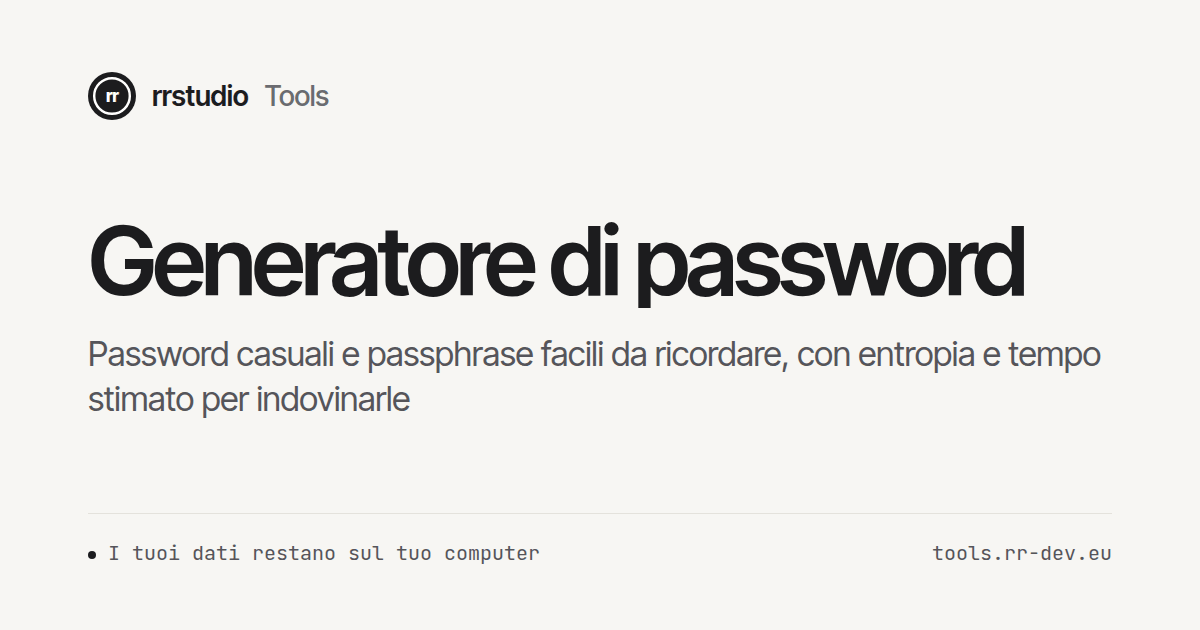 rr rrstudio Tools
Generatore di password
Password casuali e passphrase facili da ricordare, con entropia e tempo
stimato per indovinarle
I tuoi dati restano sul tuo computer
tools.rr-dev.eu